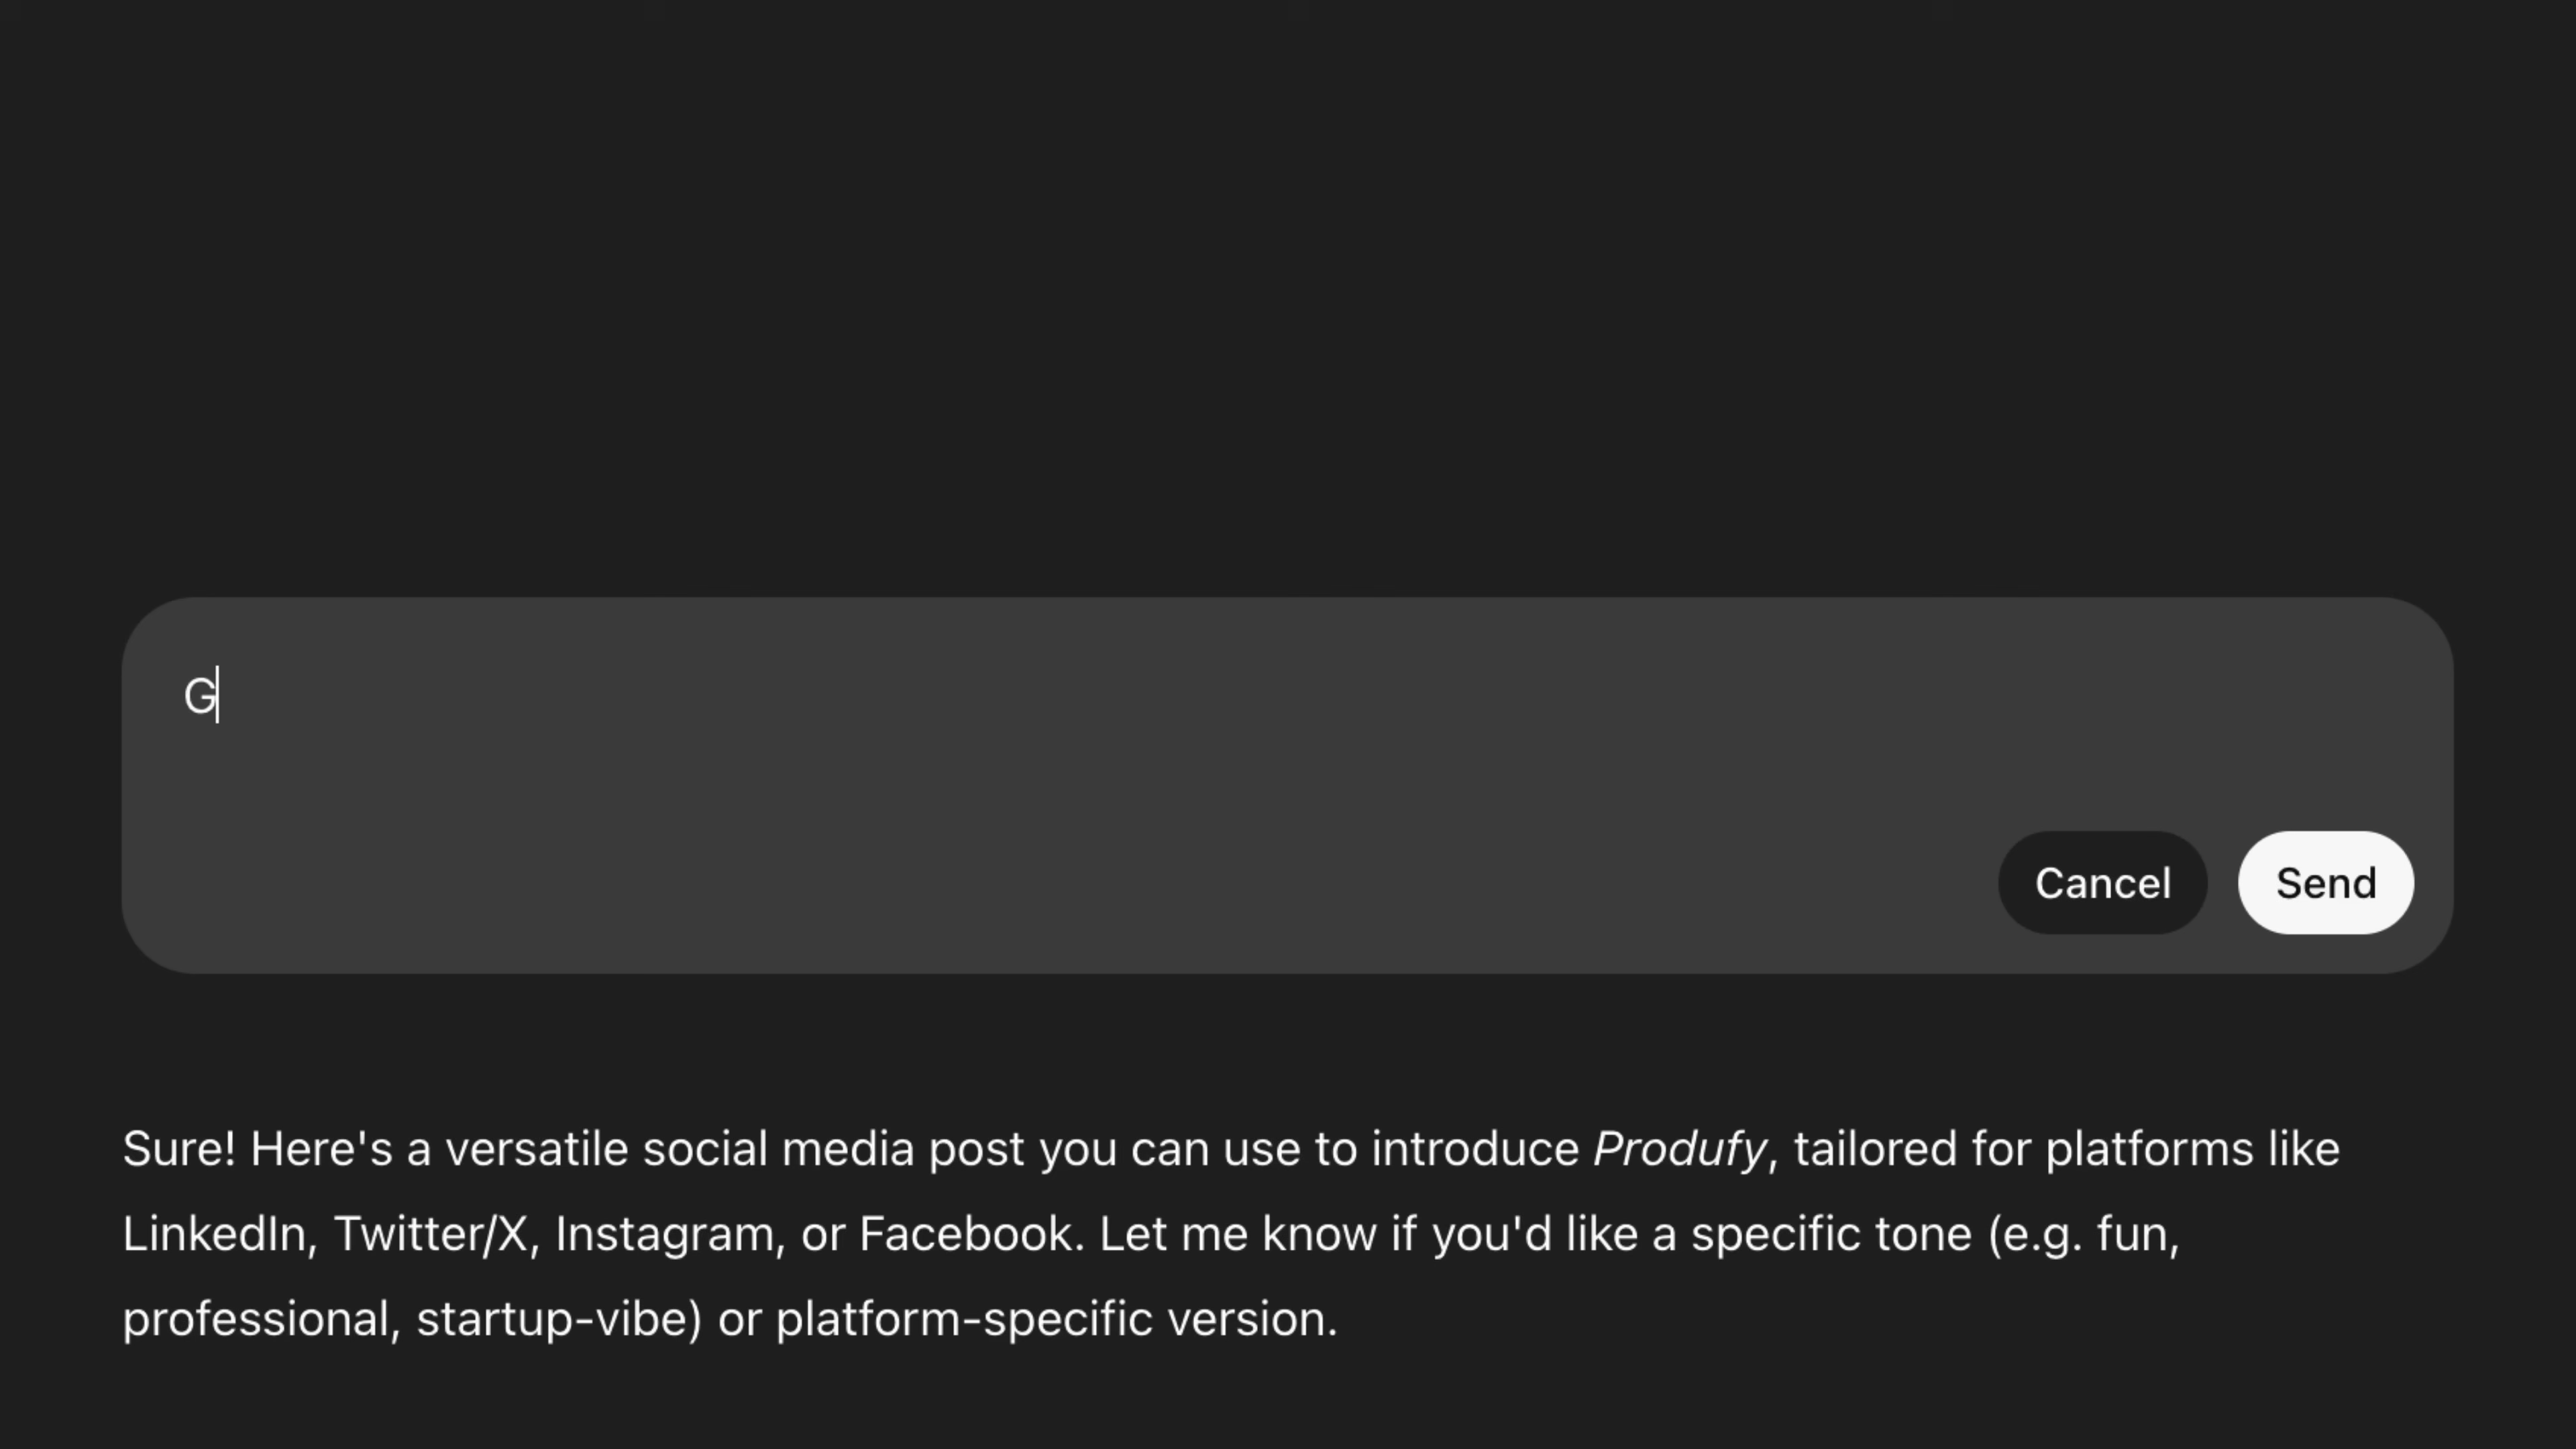 G
Cancel
Send
Sure! Here's a versatile social media post you can use to introduce Produfy, tailored for platforms like
LinkedIn, Twitter/X, Instagram, or Facebook. Let me know if you'd like a specific tone (e.g. fun,
professional, startup-vibe) or platform-specific version.